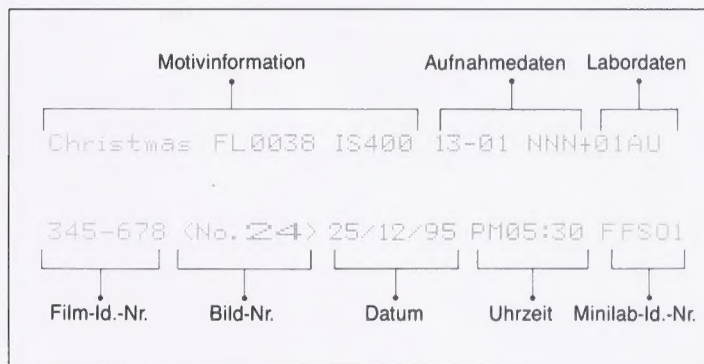 Motivinformation Aufnahmedaten Labordaten
Christmas FL0038 IS400 13-01 NNN+01AU
345-678 <No.24> 25/12/95 PM05:30 FFS01
Film-Id.-Nr. Bild-Nr. Datum Uhrzeit Minilab-Id.-Nr.